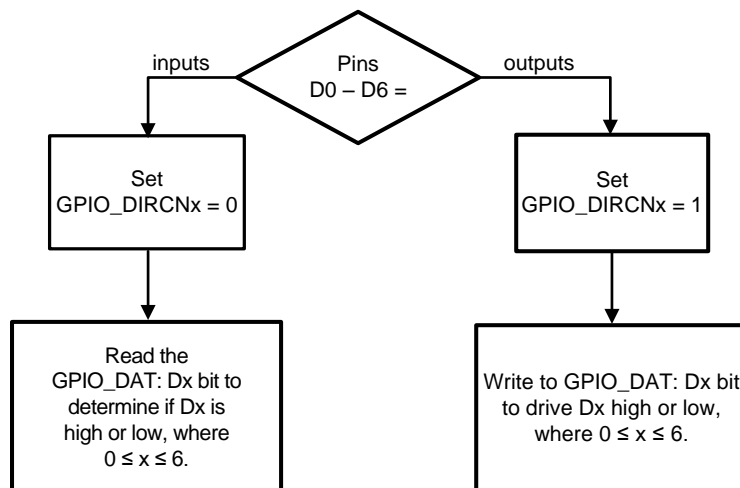 inputs
Pins
D0 – D6 =
outputs
Set
GPIO_DIRCNx = 0
Set
GPIO_DIRCNx = 1
Read the
GPIO_DAT: Dx bit to
determine if Dx is
high or low, where
0 ≤ x ≤ 6.
Write to GPIO_DAT: Dx bit
to drive Dx high or low,
where 0 ≤ x ≤ 6.